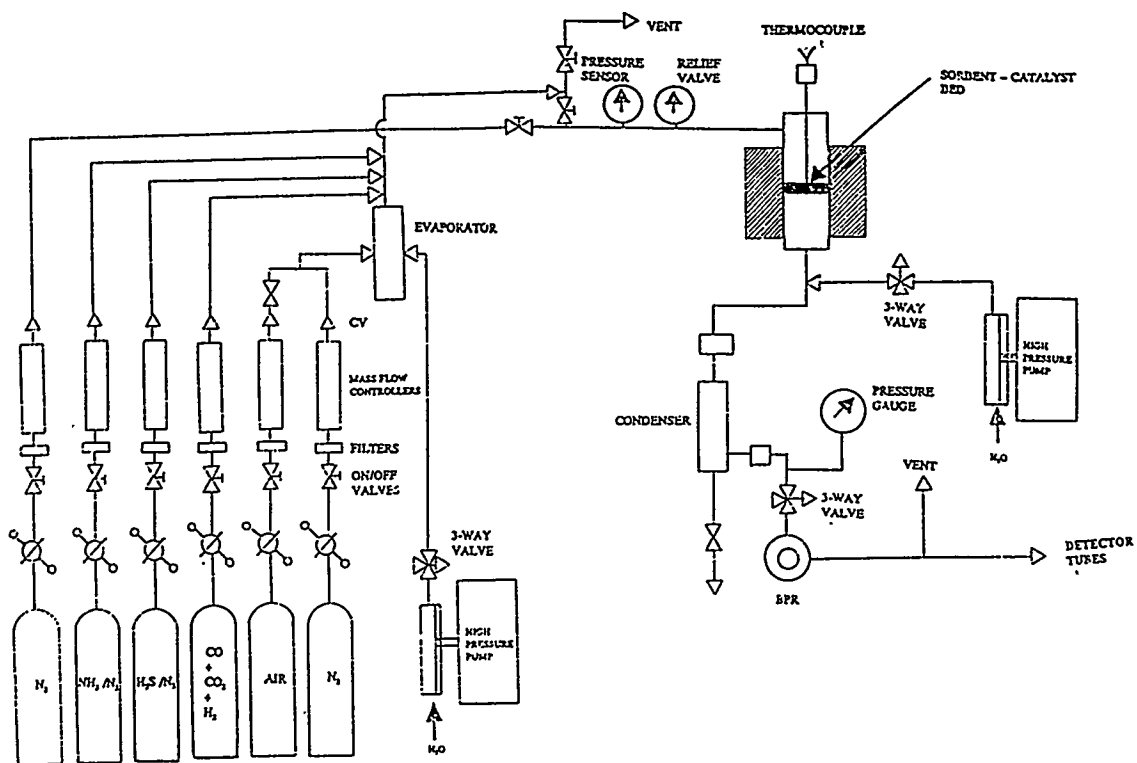 VENT
THERMOCOUPLE
PRESSURE
SENSOR
RELIEF
VALVE
SORBENT – CATALYST
BED
EVAPORATOR
CV
3-WAY
VALVE
HIGH
PRESSURE
PUMP
MASS FLOW
CONTROLLERS
PRESSURE
GAUGE
CONDENSER
FILTERS
H₂O
ON/OFF
VALVES
VENT
3-WAY
VALVE
3-WAY
VALVE
DETECTOR
TUBES
BPR
HIGH
PRESSURE
PUMP
N₂
NH₃/N₂
H₂S/N₂
CO
+
CO₂
+
H₂
AIR
N₂
H₂O